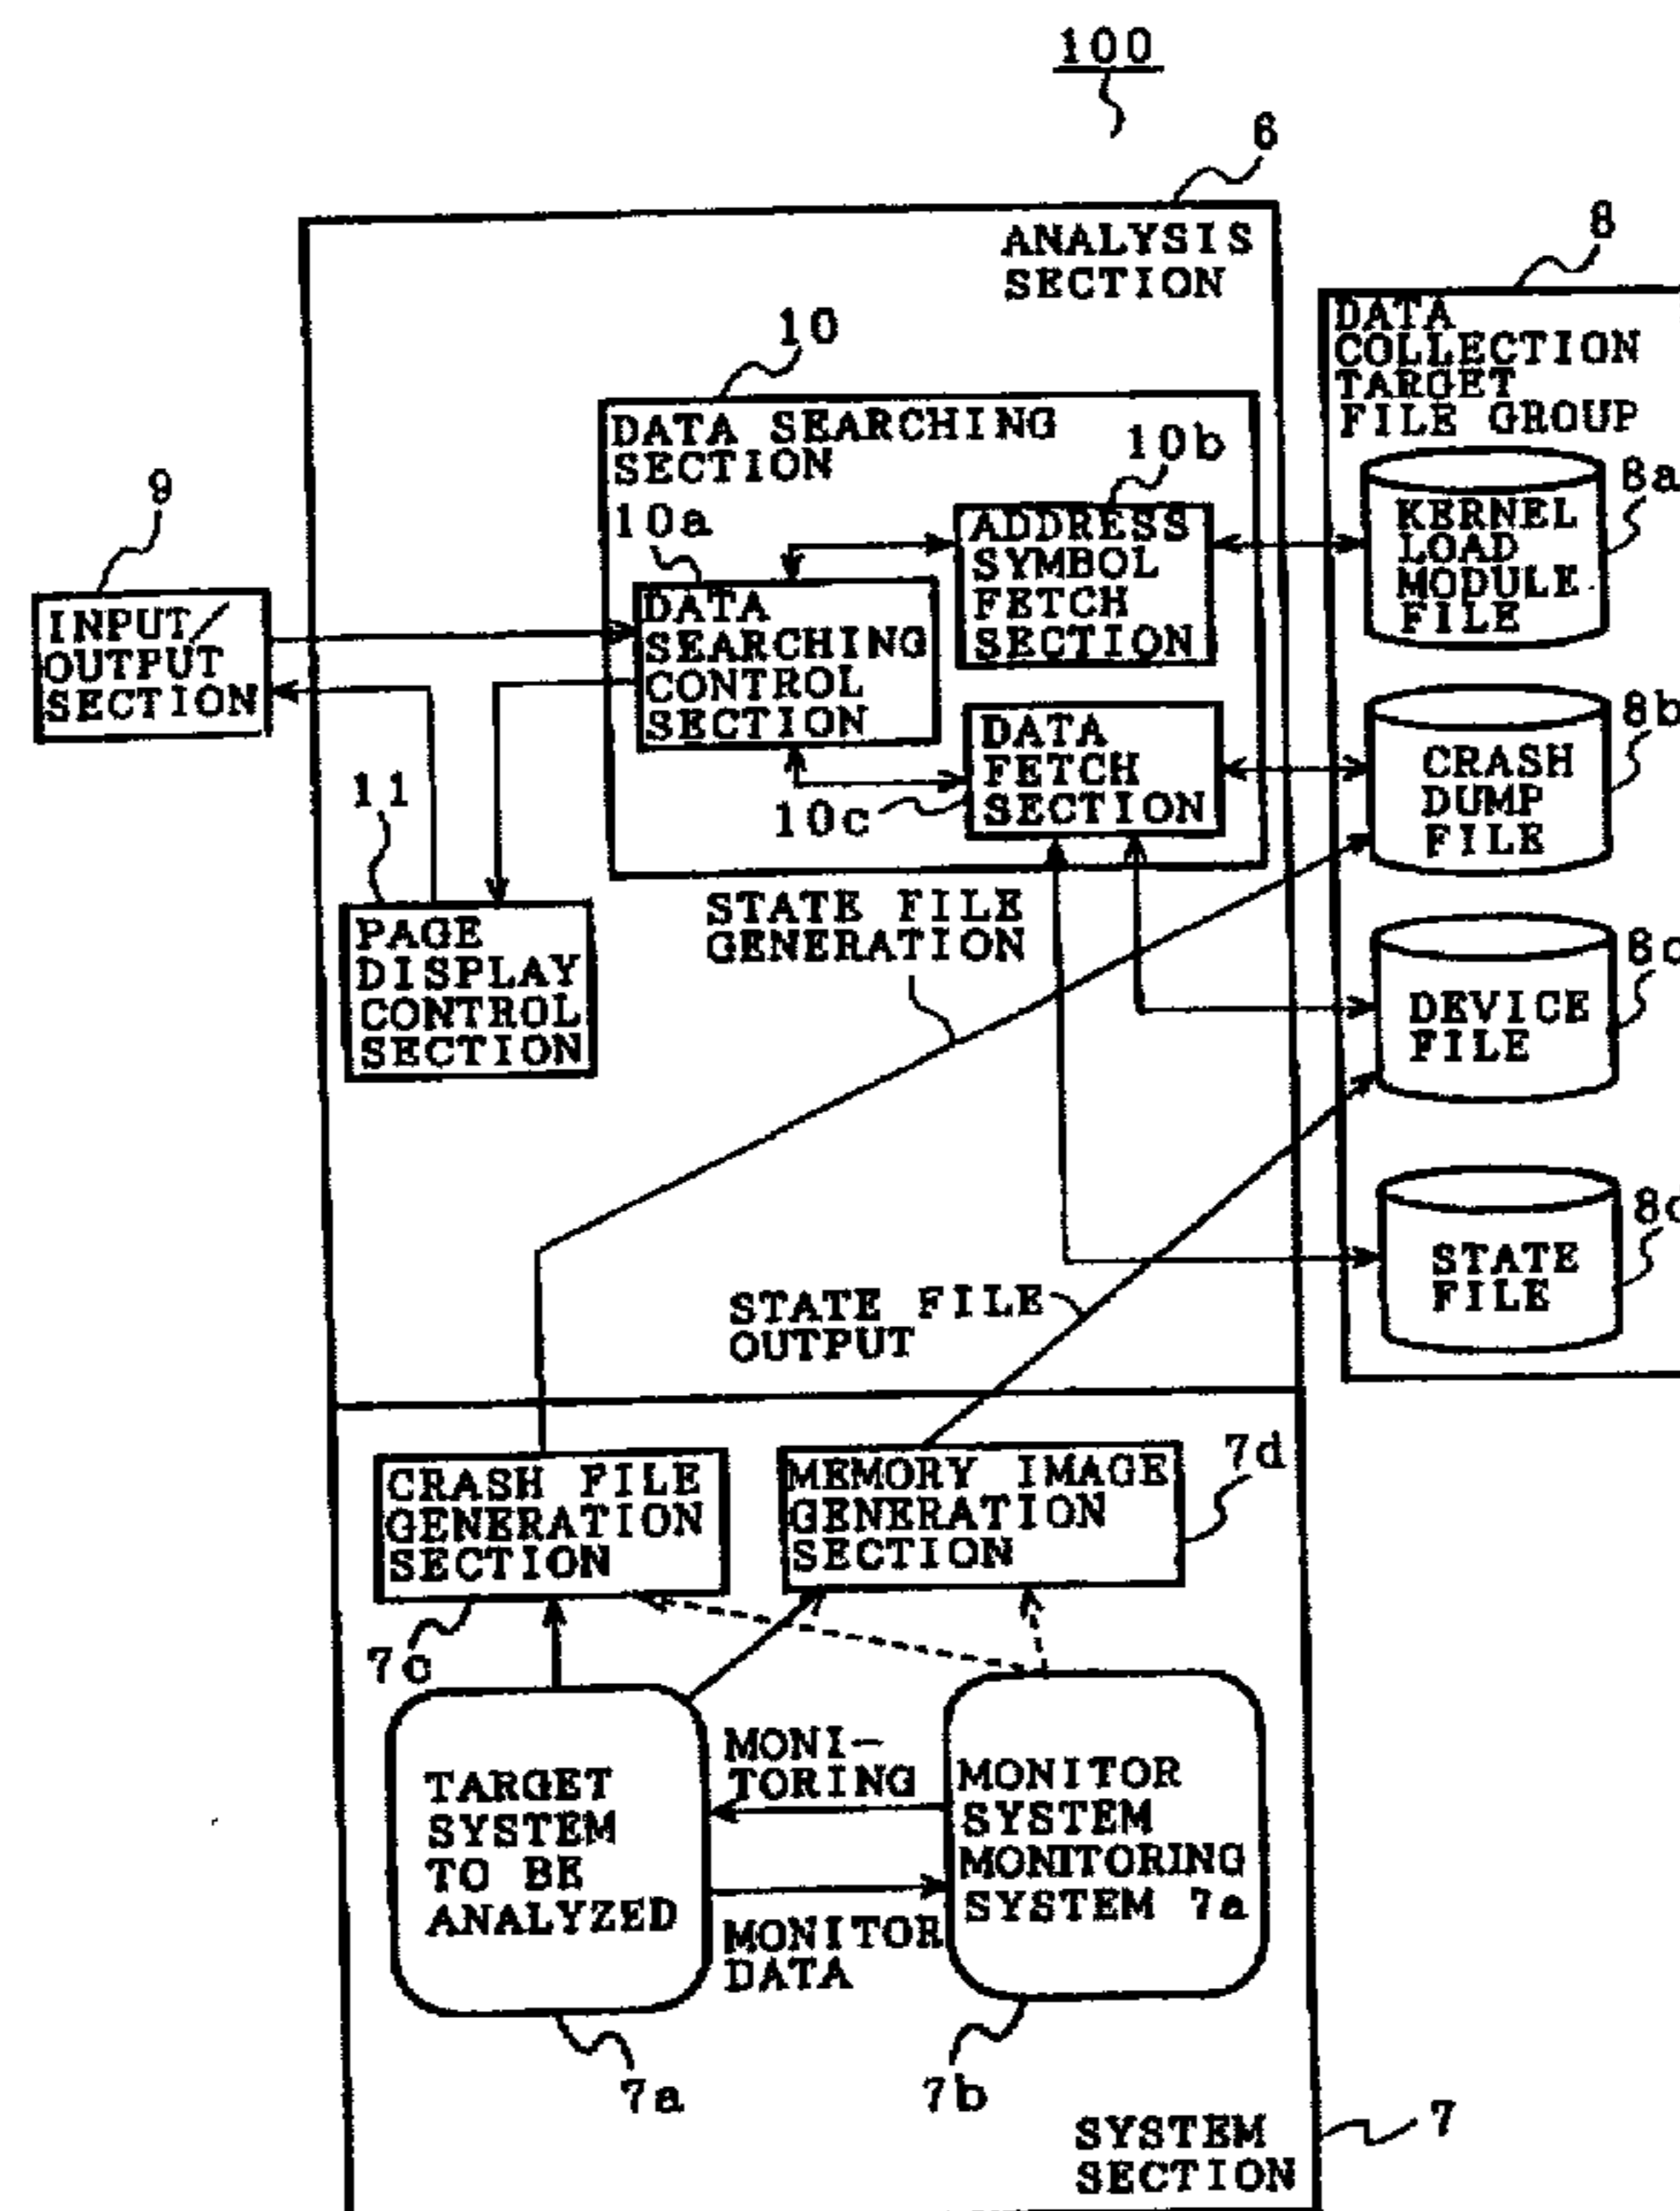 100
6
ANALYSIS
SECTION
8
DATA
COLLECTION
TARGET
FILE GROUP
10
DATA SEARCHING
SECTION
10b
10a
ADDRESS
SYMBOL
FETCH
SECTION
8a
KERNEL
LOAD
MODULE
FILE
9
INPUT/
OUTPUT
SECTION
DATA
SEARCHING
CONTROL
SECTION
DATA
FETCH
SECTION
10c
8b
CRASH
DUMP
FILE
11
PAGE
DISPLAY
CONTROL
SECTION
STATE FILE
GENERATION
8c
DEVICE
FILE
STATE
FILE
STATE FILE
OUTPUT
CRASH FILE
GENERATION
SECTION
7c
MEMORY IMAGE
GENERATION
SECTION
7d
TARGET
SYSTEM
TO BE
ANALYZED
7a
MONI-
TORING
MONITOR
DATA
MONITOR
SYSTEM
MONITORING
SYSTEM 7a
7b
SYSTEM
SECTION
7